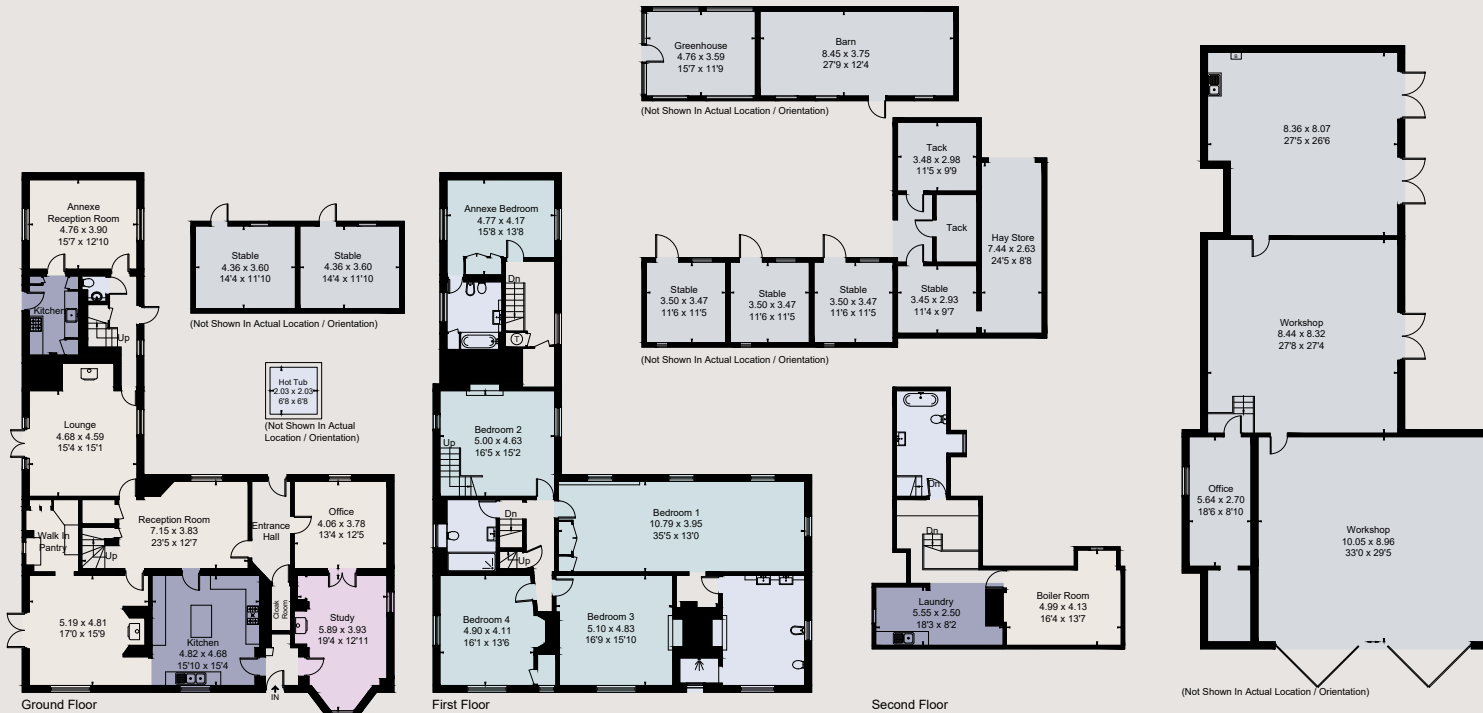 Greenhouse
4.76 x 3.59
15'7 x 11'9
Barn
8.45 x 3.75
27'9 x 12'4
(Not Shown In Actual Location / Orientation)
Annexe
Reception Room
4.76 x 3.90
15'7 x 12'10
Kitchen
Up
Lounge
4.68 x 4.59
15'4 x 15'1
Walk In
Pantry
Up
Reception Room
7.15 x 3.83
23'5 x 12'7
Entrance
Hall
Office
4.06 x 3.78
13'4 x 12'5
5.19 x 4.81
17'0 x 15'9
Kitchen
4.82 x 4.68
15'10 x 15'4
Cloak
Room
Study
5.89 x 3.93
19'4 x 12'11
IN
Ground Floor
Stable
4.36 x 3.60
14'4 x 11'10
Stable
4.36 x 3.60
14'4 x 11'10
(Not Shown In Actual Location / Orientation)
Hot Tub
2.03 x 2.03
6'8 x 6'8
(Not Shown In Actual
Location / Orientation)
Annexe Bedroom
4.77 x 4.17
15'8 x 13'8
Dn
T
Bedroom 2
5.00 x 4.63
16'5 x 15'2
Up
Dn
Up
Bedroom 1
10.79 x 3.95
35'5 x 13'0
Bedroom 4
4.90 x 4.11
16'1 x 13'6
Bedroom 3
5.10 x 4.83
16'9 x 15'10
First Floor
Tack
3.48 x 2.98
11'5 x 9'9
Tack
Hay Store
7.44 x 2.63
24'5 x 8'8
Stable
3.50 x 3.47
11'6 x 11'5
Stable
3.50 x 3.47
11'6 x 11'5
Stable
3.50 x 3.47
11'6 x 11'5
Stable
3.45 x 2.93
11'4 x 9'7
(Not Shown In Actual Location / Orientation)
Dn
Dn
Laundry
5.55 x 2.50
18'3 x 8'2
Boiler Room
4.99 x 4.13
16'4 x 13'7
Second Floor
8.36 x 8.07
27'5 x 26'6
Workshop
8.44 x 8.32
27'8 x 27'4
Office
5.64 x 2.70
18'6 x 8'10
Workshop
10.05 x 8.96
33'0 x 29'5
(Not Shown In Actual Location / Orientation)